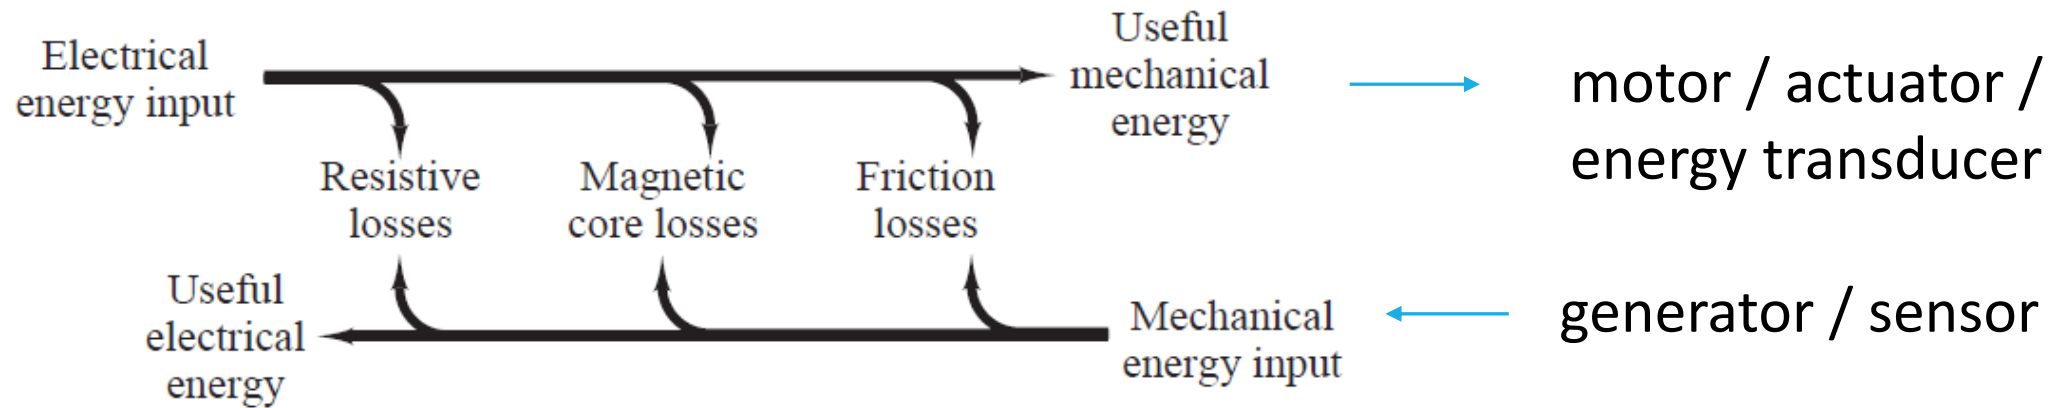 Electrical
energy input
Useful
mechanical
energy
motor / actuator /
energy transducer
Resistive
losses
Magnetic
core losses
Friction
losses
Useful
electrical
energy
Mechanical
energy input
generator / sensor